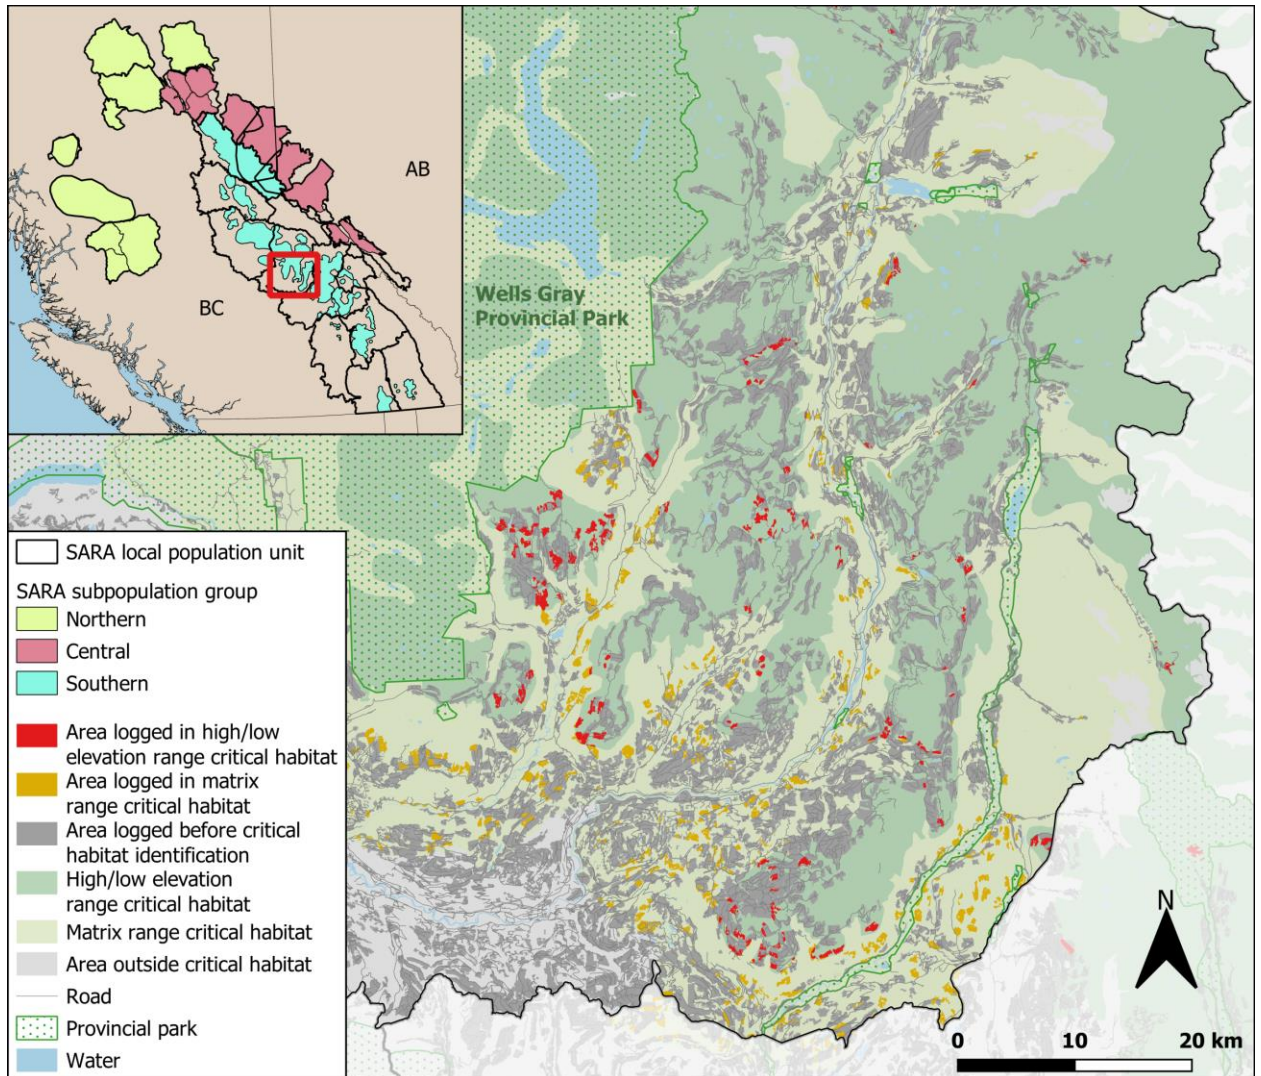 AB
BC
Wells Gray
Provincial Park
SARA local population unit
SARA subpopulation group
Northern
Central
Southern
Area logged in high/low
elevation range critical habitat
Area logged in matrix
range critical habitat
Area logged before critical
habitat identification
High/low elevation
range critical habitat
Matrix range critical habitat
Area outside critical habitat
Road
Provincial park
Water
N
0 10 20 km